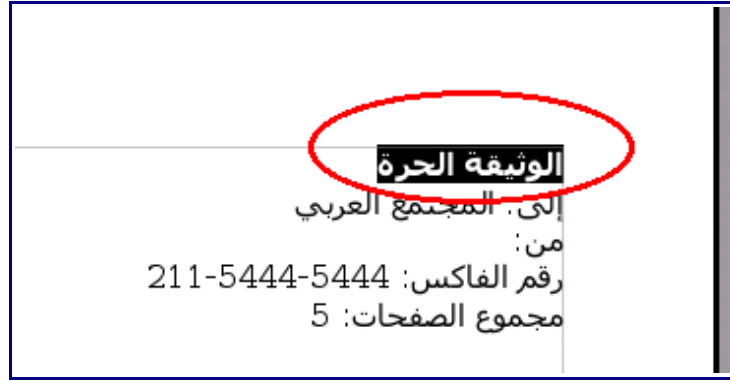 الوثيقة الحرة
إلى: المجتمع العربي
من:
رقم الفاكس: 5444-5444-211
مجموع الصفحات: 5